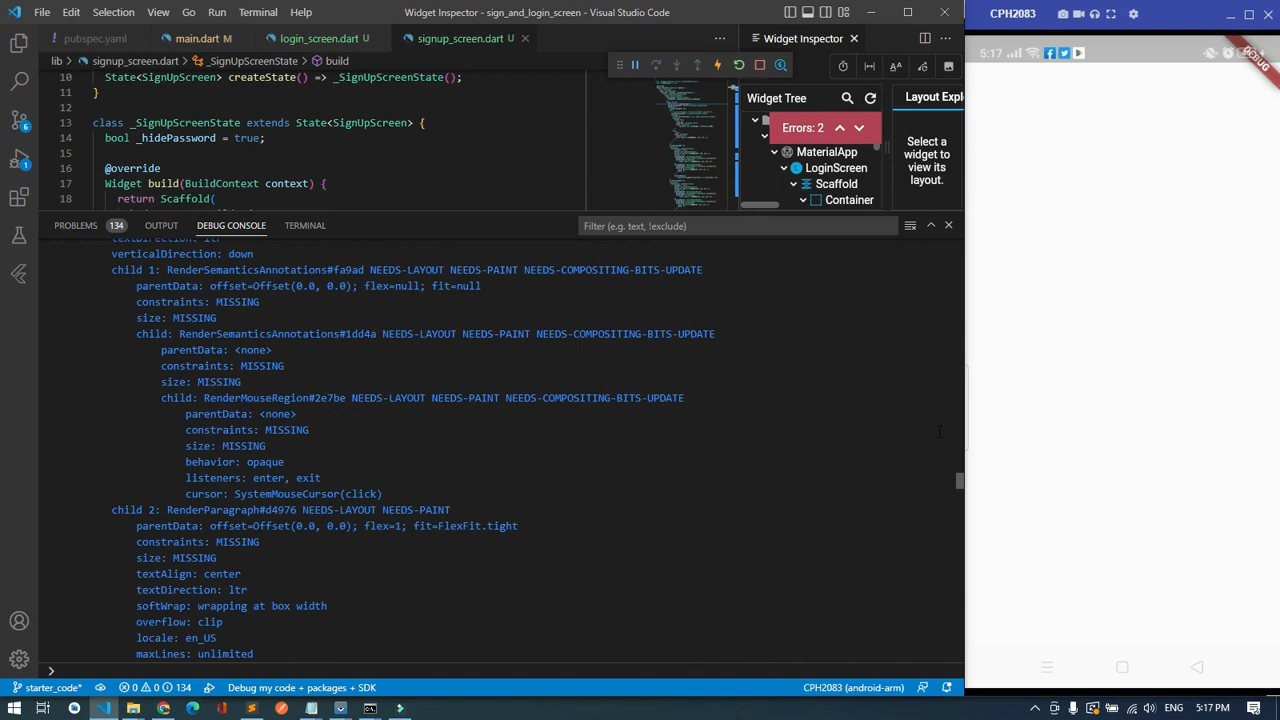 File Edit Selection View Go Run Terminal Help Widget Inspector - sign_and_login_screen - Visual Studio Code CPH2083
pubspec.yaml main.dart M login_screen.dart U signup_screen.dart U Widget Inspector
lib > signup_screen.dart > _SignUpScreenState
10 State<SignUpScreen> createState() => _SignUpScreenState();
11 }
12
13 class _SignUpScreenState extends State<SignUpScreen>
14 bool _hidePassword = true;
15
16 @override
17 Widget build(BuildContext context) {
18 return Scaffold(
Widget Tree
Errors: 2
MaterialApp
LoginScreen
Scaffold
Container
Layout Expl
Select a
widget to
view its
layout.
PROBLEMS 134 OUTPUT DEBUG CONSOLE TERMINAL Filter (e.g. text, !exclude)
textDirection: ltr
verticalDirection: down
child 1: RenderSemanticsAnnotations#fa9ad NEEDS-LAYOUT NEEDS-PAINT NEEDS-COMPOSITING-BITS-UPDATE
parentData: offset=Offset(0.0, 0.0); flex=null; fit=null
constraints: MISSING
size: MISSING
child: RenderSemanticsAnnotations#1dd4a NEEDS-LAYOUT NEEDS-PAINT NEEDS-COMPOSITING-BITS-UPDATE
parentData: <none>
constraints: MISSING
size: MISSING
child: RenderMouseRegion#2e7be NEEDS-LAYOUT NEEDS-PAINT NEEDS-COMPOSITING-BITS-UPDATE
parentData: <none>
constraints: MISSING
size: MISSING
behavior: opaque
listeners: enter, exit
cursor: SystemMouseCursor(click)
child 2: RenderParagraph#d4976 NEEDS-LAYOUT NEEDS-PAINT
parentData: offset=Offset(0.0, 0.0); flex=1; fit=FlexFit.tight
constraints: MISSING
size: MISSING
textAlign: center
textDirection: ltr
softWrap: wrapping at box width
overflow: clip
locale: en_US
maxLines: unlimited
6
1
5:17
DEBUG
starter_code* 0 0 134 Debug my code + packages + SDK CPH2083 (android-arm)
ENG 5:17 PM